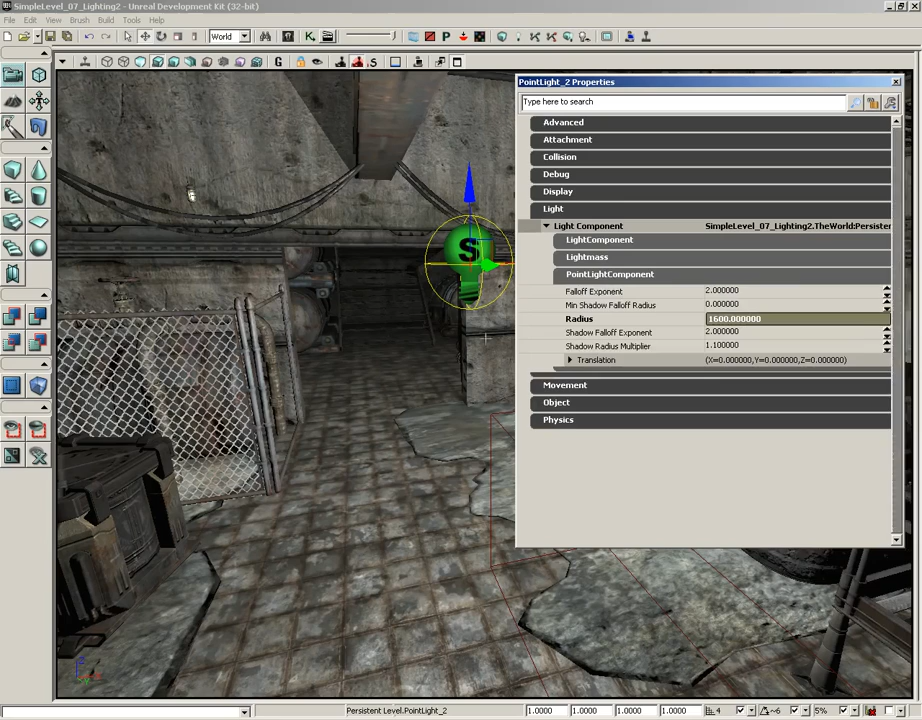 SimpleLevel_07_Lighting2 - Unreal Development Kit (32-bit)
File Edit View Brush Build Tools Help
World
G
S
PointLight_2 Properties
Type here to search
Advanced
Attachment
Collision
Debug
Display
Light
Light Component SimpleLevel_07_Lighting2.TheWorld:Persister
LightComponent
Lightmass
PointLightComponent
Falloff Exponent 2.000000
Min Shadow Falloff Radius 0.000000
Radius 1600.000000
Shadow Falloff Exponent 2.000000
Shadow Radius Multiplier 1.100000
Translation (X=0.000000,Y=0.000000,Z=0.000000)
Movement
Object
Physics
S
Persistent Level.PointLight_2 1.0000 1.0000 1.0000 1.0000 4 ~6 5%